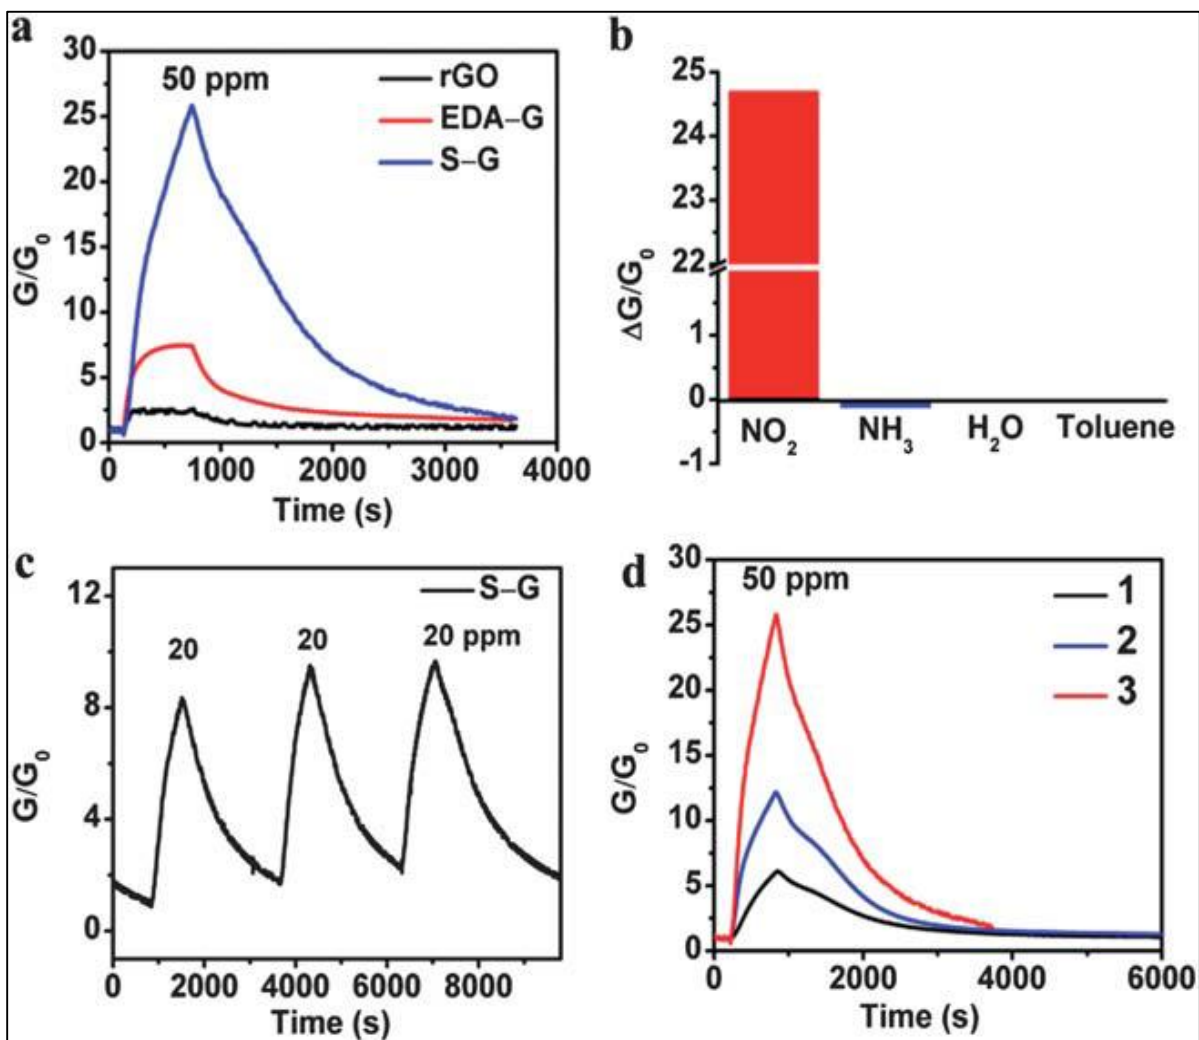 a
30
25
20
15
10
5
0
G/G₀
50 ppm
rGO
EDA–G
S–G
0 1000 2000 3000 4000
Time (s)
b
25
24
23
22
1
0
-1
ΔG/G₀
NO₂ NH₃ H₂O Toluene
c
12
8
4
0
G/G₀
S–G
20 20 20 ppm
0 2000 4000 6000 8000
Time (s)
d
30
25
20
15
10
5
0
G/G₀
50 ppm
1
2
3
0 2000 4000 6000
Time (s)